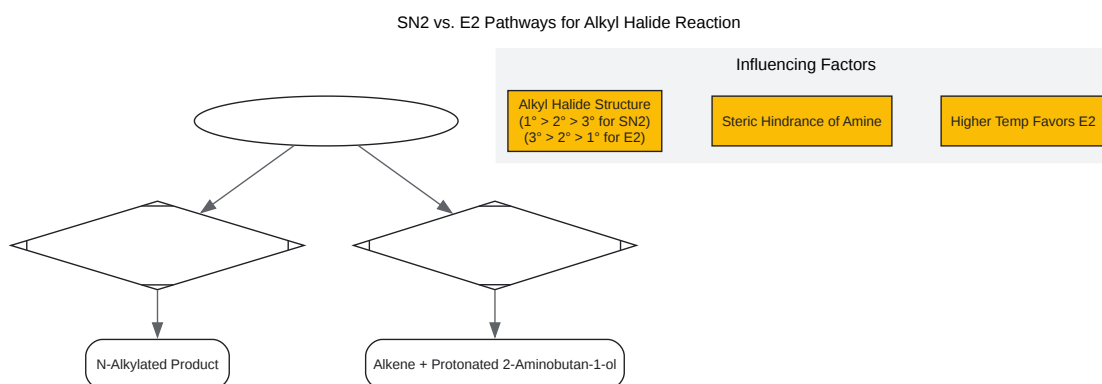 SN2 vs. E2 Pathways for Alkyl Halide Reaction
Influencing Factors
Alkyl Halide Structure
(1° > 2° > 3° for SN2)
(3° > 2° > 1° for E2)
Steric Hindrance of Amine
Higher Temp Favors E2
N-Alkylated Product
Alkene + Protonated 2-Aminobutan-1-ol